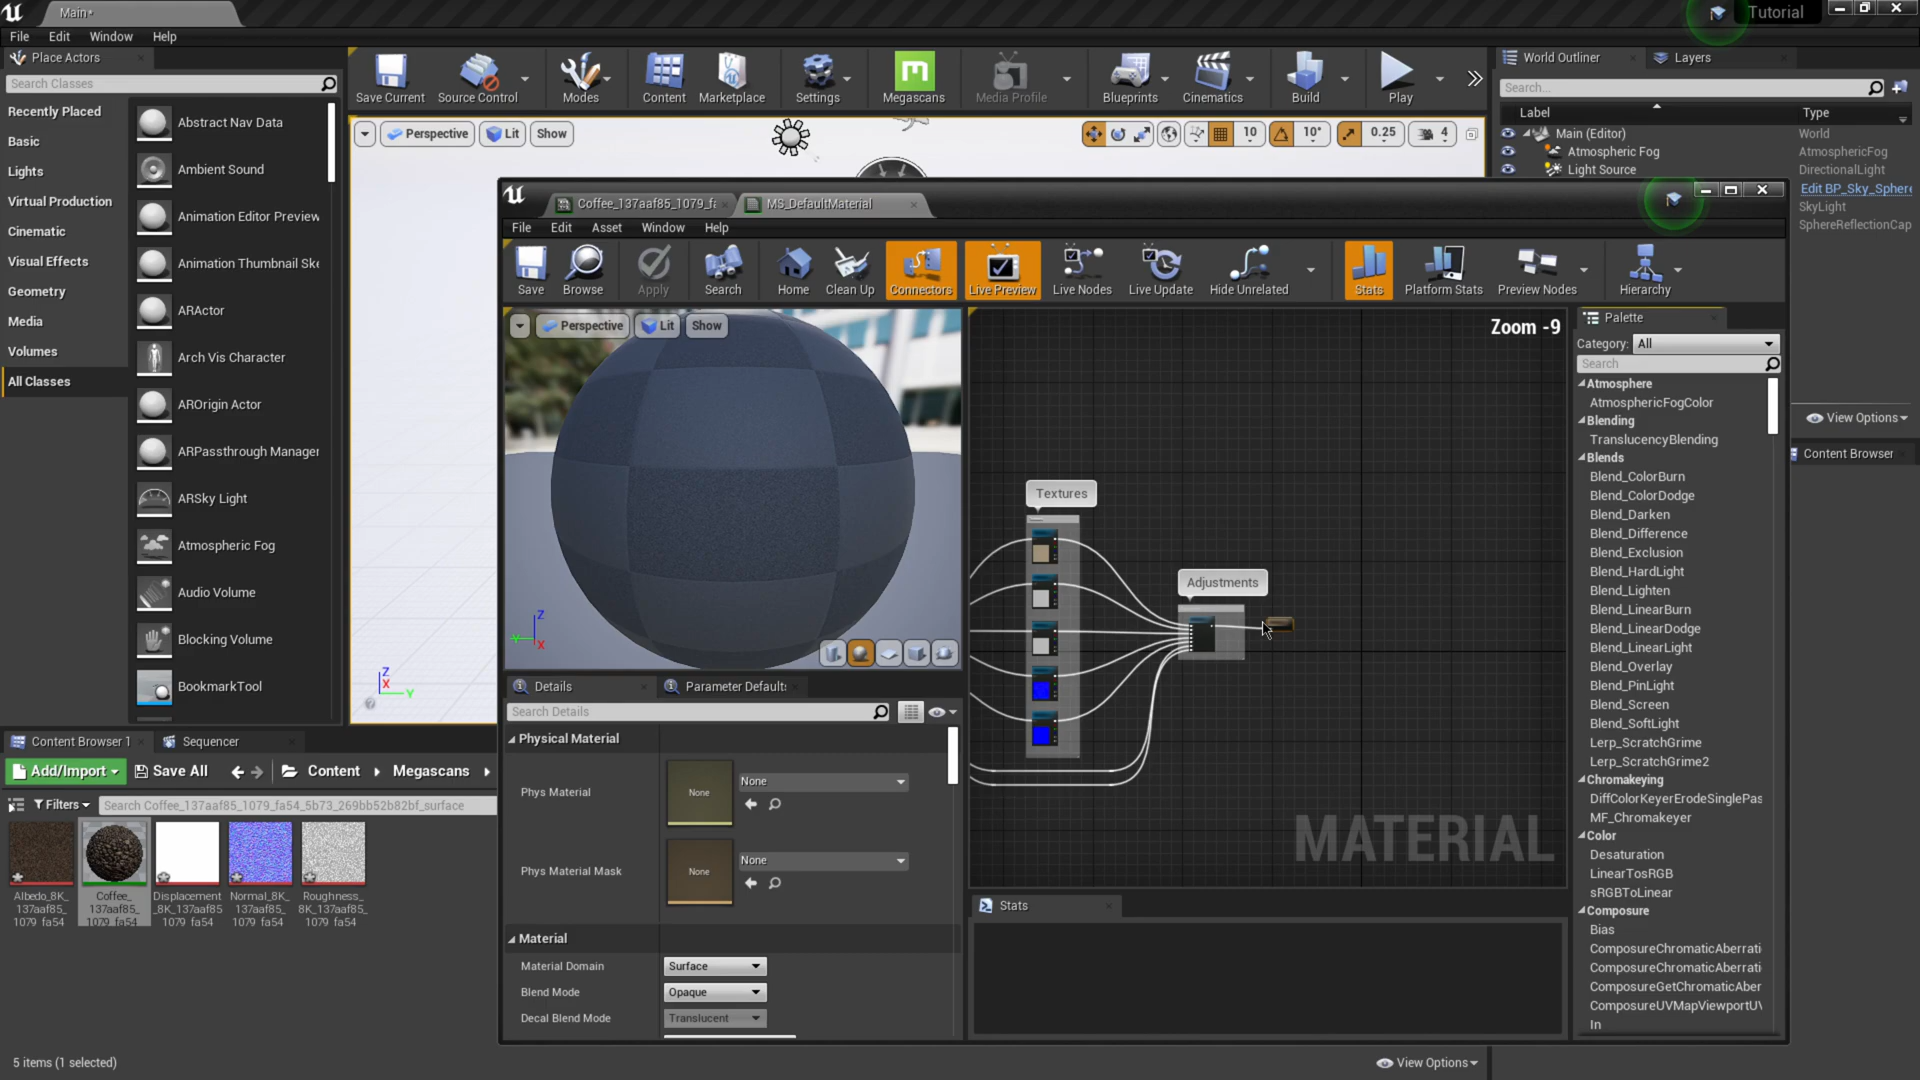 Main*
Tutorial
File Edit Window Help
Place Actors
Search Classes
Recently Placed
Basic
Lights
Virtual Production
Cinematic
Visual Effects
Geometry
Media
Volumes
All Classes
Abstract Nav Data
Ambient Sound
Animation Editor Preview
Animation Thumbnail Ske
ARActor
Arch Vis Character
AROrigin Actor
ARPassthrough Manager
ARSky Light
Atmospheric Fog
Audio Volume
Blocking Volume
BookmarkTool
Save Current Source Control Modes Content Marketplace Settings Megascans Media Profile Blueprints Cinematics Build Play
Perspective Lit Show
10 10° 0.25 4
World Outliner Layers
Search...
Label Type
Main (Editor) World
Atmospheric Fog AtmosphericFog
Light Source DirectionalLight
Edit BP_Sky_Sphere
SkyLight
SphereReflectionCap
View Options
Content Browser
Coffee_137aaf85_1079_fa MS_DefaultMaterial
File Edit Asset Window Help
Save Browse Apply Search Home Clean Up Connectors Live Preview Live Nodes Live Update Hide Unrelated Stats Platform Stats Preview Nodes Hierarchy
Perspective Lit Show
Z
Y
X
Z
X
Y
Zoom -9
Textures
Adjustments
MATERIAL
Stats
Palette
Category: All
Search
Atmosphere
AtmosphericFogColor
Blending
TranslucencyBlending
Blends
Blend_ColorBurn
Blend_ColorDodge
Blend_Darken
Blend_Difference
Blend_Exclusion
Blend_HardLight
Blend_Lighten
Blend_LinearBurn
Blend_LinearDodge
Blend_LinearLight
Blend_Overlay
Blend_PinLight
Blend_Screen
Blend_SoftLight
Lerp_ScratchGrime
Lerp_ScratchGrime2
Chromakeying
DiffColorKeyerErodeSinglePas
MF_Chromakeyer
Color
Desaturation
LinearTosRGB
sRGBToLinear
Composure
Bias
ComposureChromaticAberrati
ComposureChromaticAberrati
ComposureGetChromaticAber
ComposureUVMapViewportUV
In
Details Parameter Default
Search Details
Physical Material
Phys Material None None
Phys Material Mask None None
Material
Material Domain Surface
Blend Mode Opaque
Decal Blend Mode Translucent
Content Browser 1 Sequencer
Add/Import Save All Content Megascans
Filters Search Coffee_137aaf85_1079_fa54_5b73_269bb52b82bf_surface
Albedo_8K_ Coffee_ Displacement Normal_8K_ Roughness_
137aaf85_ 137aaf85_ _8K_137aaf85 137aaf85_ 8K_137aaf85_
1079_fa54 1079_fa54 _1079_fa54 1079_fa54 1079_fa54
5 items (1 selected)
View Options